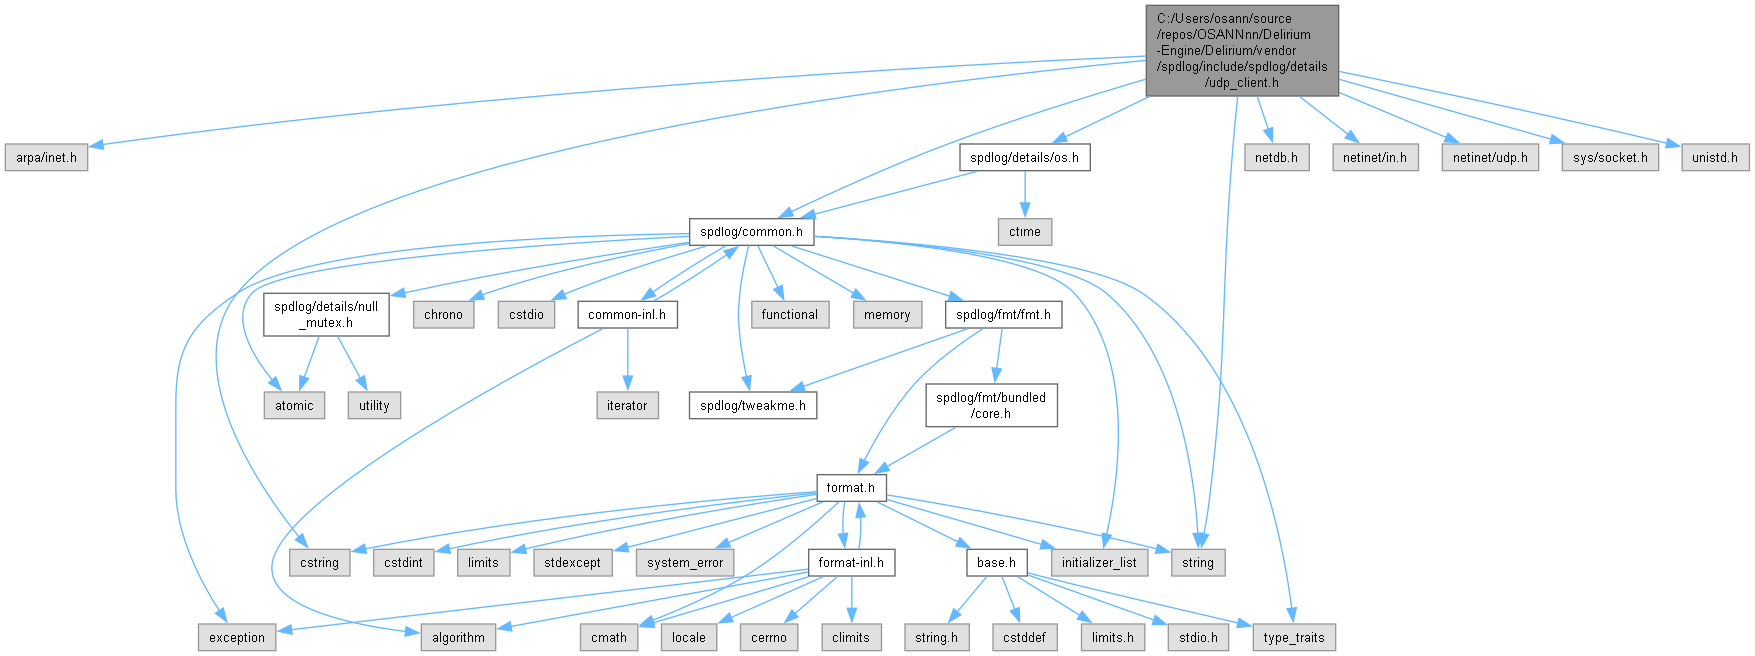 C:/Users/osann/source
/repos/OSANNnn/Delirium
-Engine/Delirium/vendor
/spdlog/include/spdlog/details
/udp_client.h
arpa/inet.h
spdlog/details/os.h
netdb.h
netinet/in.h
netinet/udp.h
sys/socket.h
unistd.h
spdlog/common.h
ctime
spdlog/details/null
_mutex.h
chrono
cstdio
common-inl.h
functional
memory
spdlog/fmt/fmt.h
atomic
utility
iterator
spdlog/tweakme.h
spdlog/fmt/bundled
/core.h
format.h
cstring
cstdint
limits
stdexcept
system_error
format-inl.h
base.h
initializer_list
string
exception
algorithm
cmath
locale
cerrno
climits
string.h
cstddef
limits.h
stdio.h
type_traits